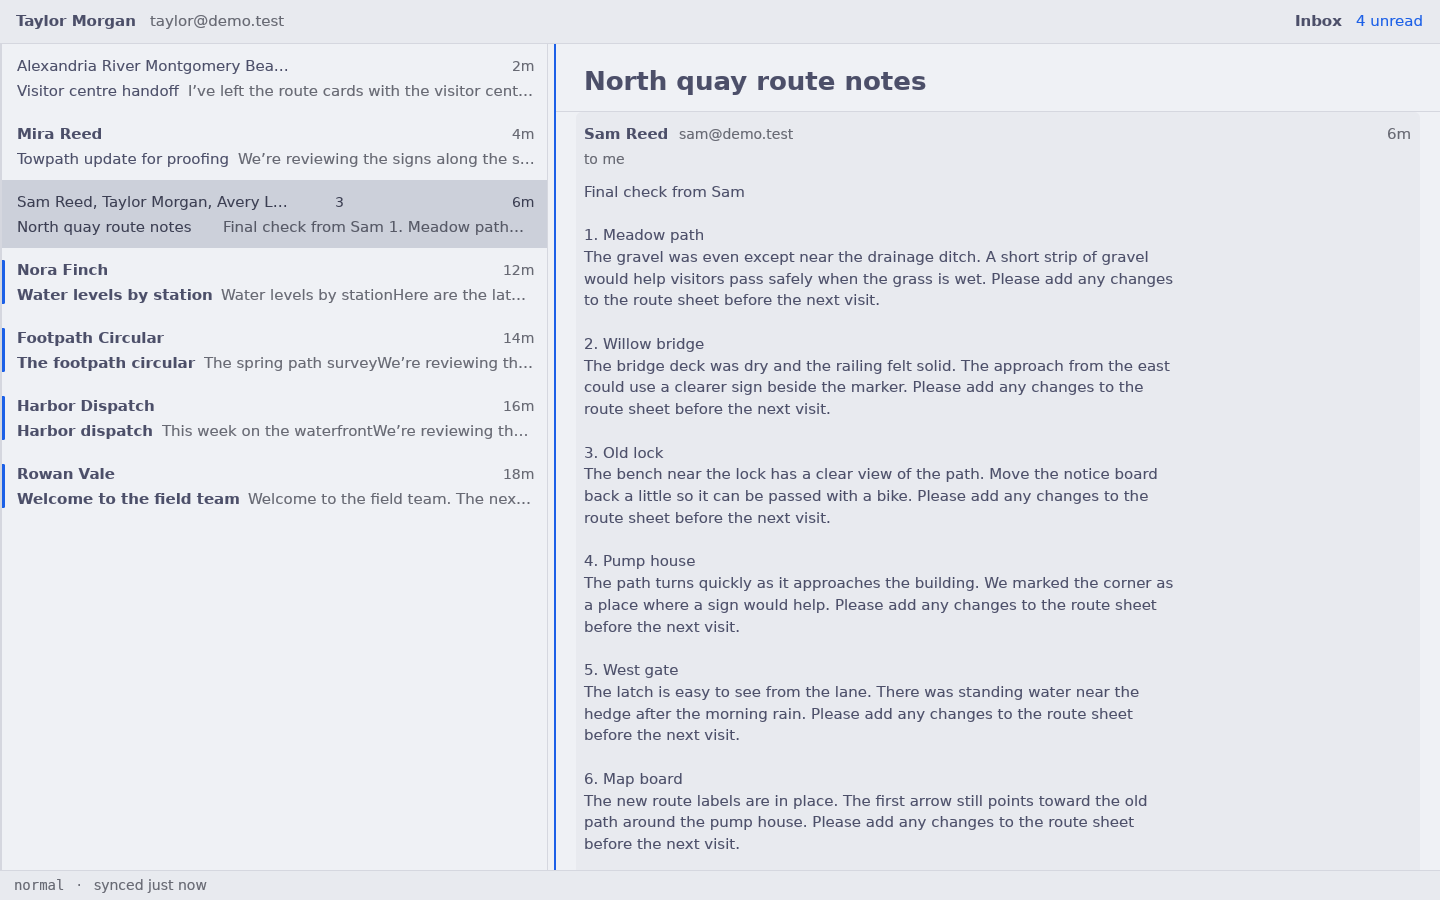 Taylor Morgan taylor@demo.test
Inbox 4 unread
Alexandria River Montgomery Bea… 2m
Visitor centre handoff I’ve left the route cards with the visitor cent…
Mira Reed 4m
Towpath update for proofing We’re reviewing the signs along the s…
Sam Reed, Taylor Morgan, Avery L… 3 6m
North quay route notes Final check from Sam 1. Meadow path…
Nora Finch 12m
Water levels by station Water levels by stationHere are the lat…
Footpath Circular 14m
The footpath circular The spring path surveyWe’re reviewing th…
Harbor Dispatch 16m
Harbor dispatch This week on the waterfrontWe’re reviewing th…
Rowan Vale 18m
Welcome to the field team Welcome to the field team. The nex…
North quay route notes
Sam Reed sam@demo.test 6m
to me
Final check from Sam
1. Meadow path
The gravel was even except near the drainage ditch. A short strip of gravel
would help visitors pass safely when the grass is wet. Please add any changes
to the route sheet before the next visit.
2. Willow bridge
The bridge deck was dry and the railing felt solid. The approach from the east
could use a clearer sign beside the marker. Please add any changes to the
route sheet before the next visit.
3. Old lock
The bench near the lock has a clear view of the path. Move the notice board
back a little so it can be passed with a bike. Please add any changes to the
route sheet before the next visit.
4. Pump house
The path turns quickly as it approaches the building. We marked the corner as
a place where a sign would help. Please add any changes to the route sheet
before the next visit.
5. West gate
The latch is easy to see from the lane. There was standing water near the
hedge after the morning rain. Please add any changes to the route sheet
before the next visit.
6. Map board
The new route labels are in place. The first arrow still points toward the old
path around the pump house. Please add any changes to the route sheet
before the next visit.
normal · synced just now